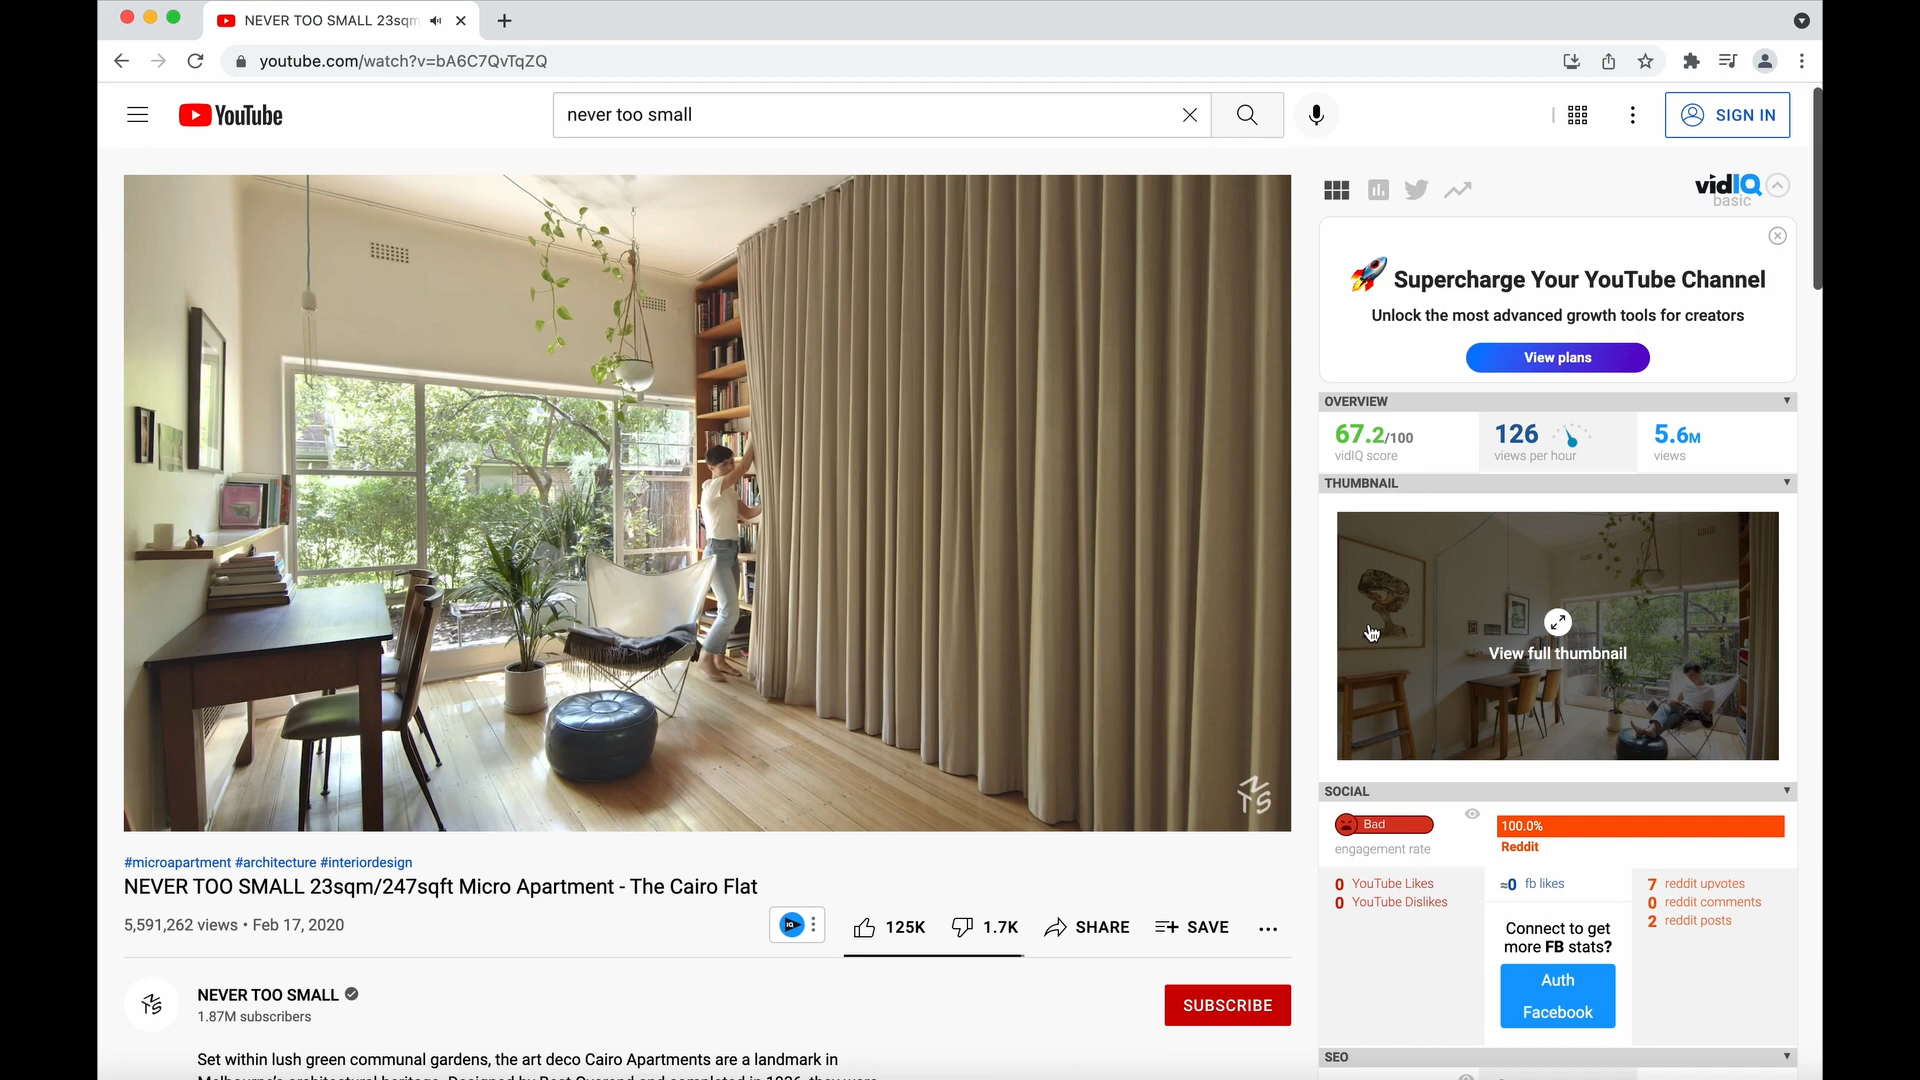 NEVER TOO SMALL 23sqm
youtube.com/watch?v=bA6C7QvTqZQ
YouTube
never too small
SIGN IN
vidIQ
basic
Supercharge Your YouTube Channel
Unlock the most advanced growth tools for creators
View plans
OVERVIEW
67.2/100
vidIQ score
126
views per hour
5.6M
views
THUMBNAIL
View full thumbnail
SOCIAL
Bad
engagement rate
100.0%
Reddit
0 YouTube Likes
0 YouTube Dislikes
≈0 fb likes
Connect to get
more FB stats?
Auth
Facebook
7 reddit upvotes
0 reddit comments
2 reddit posts
SEO
NTS
#microapartment #architecture #interiordesign
NEVER TOO SMALL 23sqm/247sqft Micro Apartment - The Cairo Flat
5,591,262 views • Feb 17, 2020
IQ
125K
1.7K
SHARE
SAVE
NTS
NEVER TOO SMALL
1.87M subscribers
SUBSCRIBE
Set within lush green communal gardens, the art deco Cairo Apartments are a landmark in